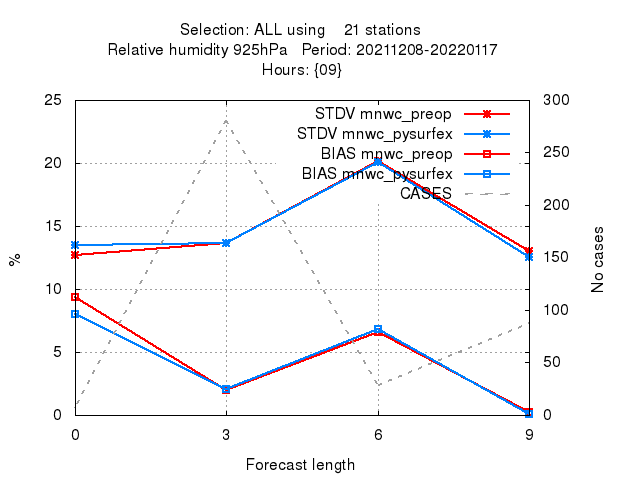 Selection: ALL using    21 stations
Relative humidity 925hPa   Period: 20211208-20220117
Hours: {09}
25
20
15
10
5
0
%
300
250
200
150
100
50
0
No cases
STDV mnwc_preop
STDV mnwc_pysurfex
BIAS mnwc_preop
BIAS mnwc_pysurfex
CASES
0 3 6 9
Forecast length